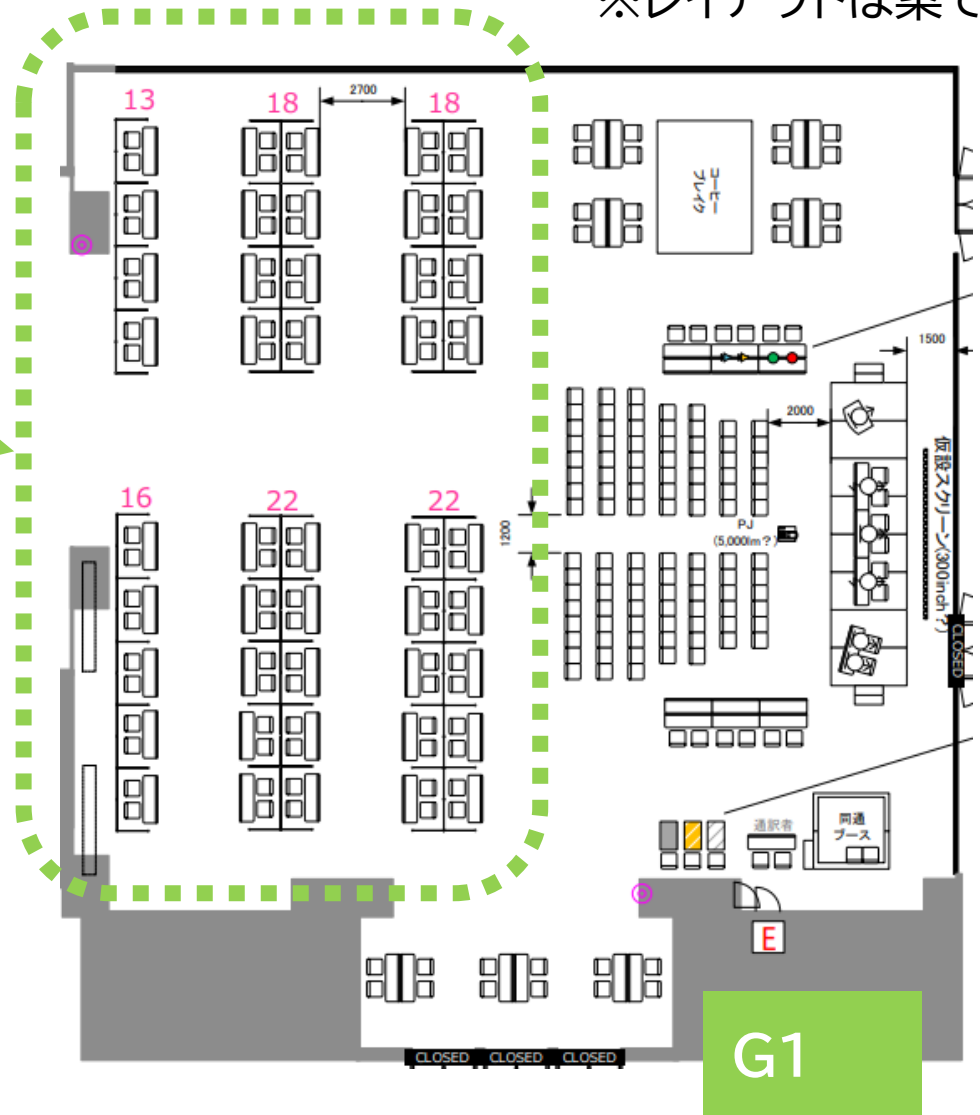 ※レイアウトは案で
13
18
2700
18
コーヒー
ブレイク
1500
2000
仮設スクリーン(300inch?)
16
22
22
1200
PJ
(5,000lm?)
CLOSED
通訳者
同通
ブース
E
CLOSED
CLOSED
CLOSED
G1